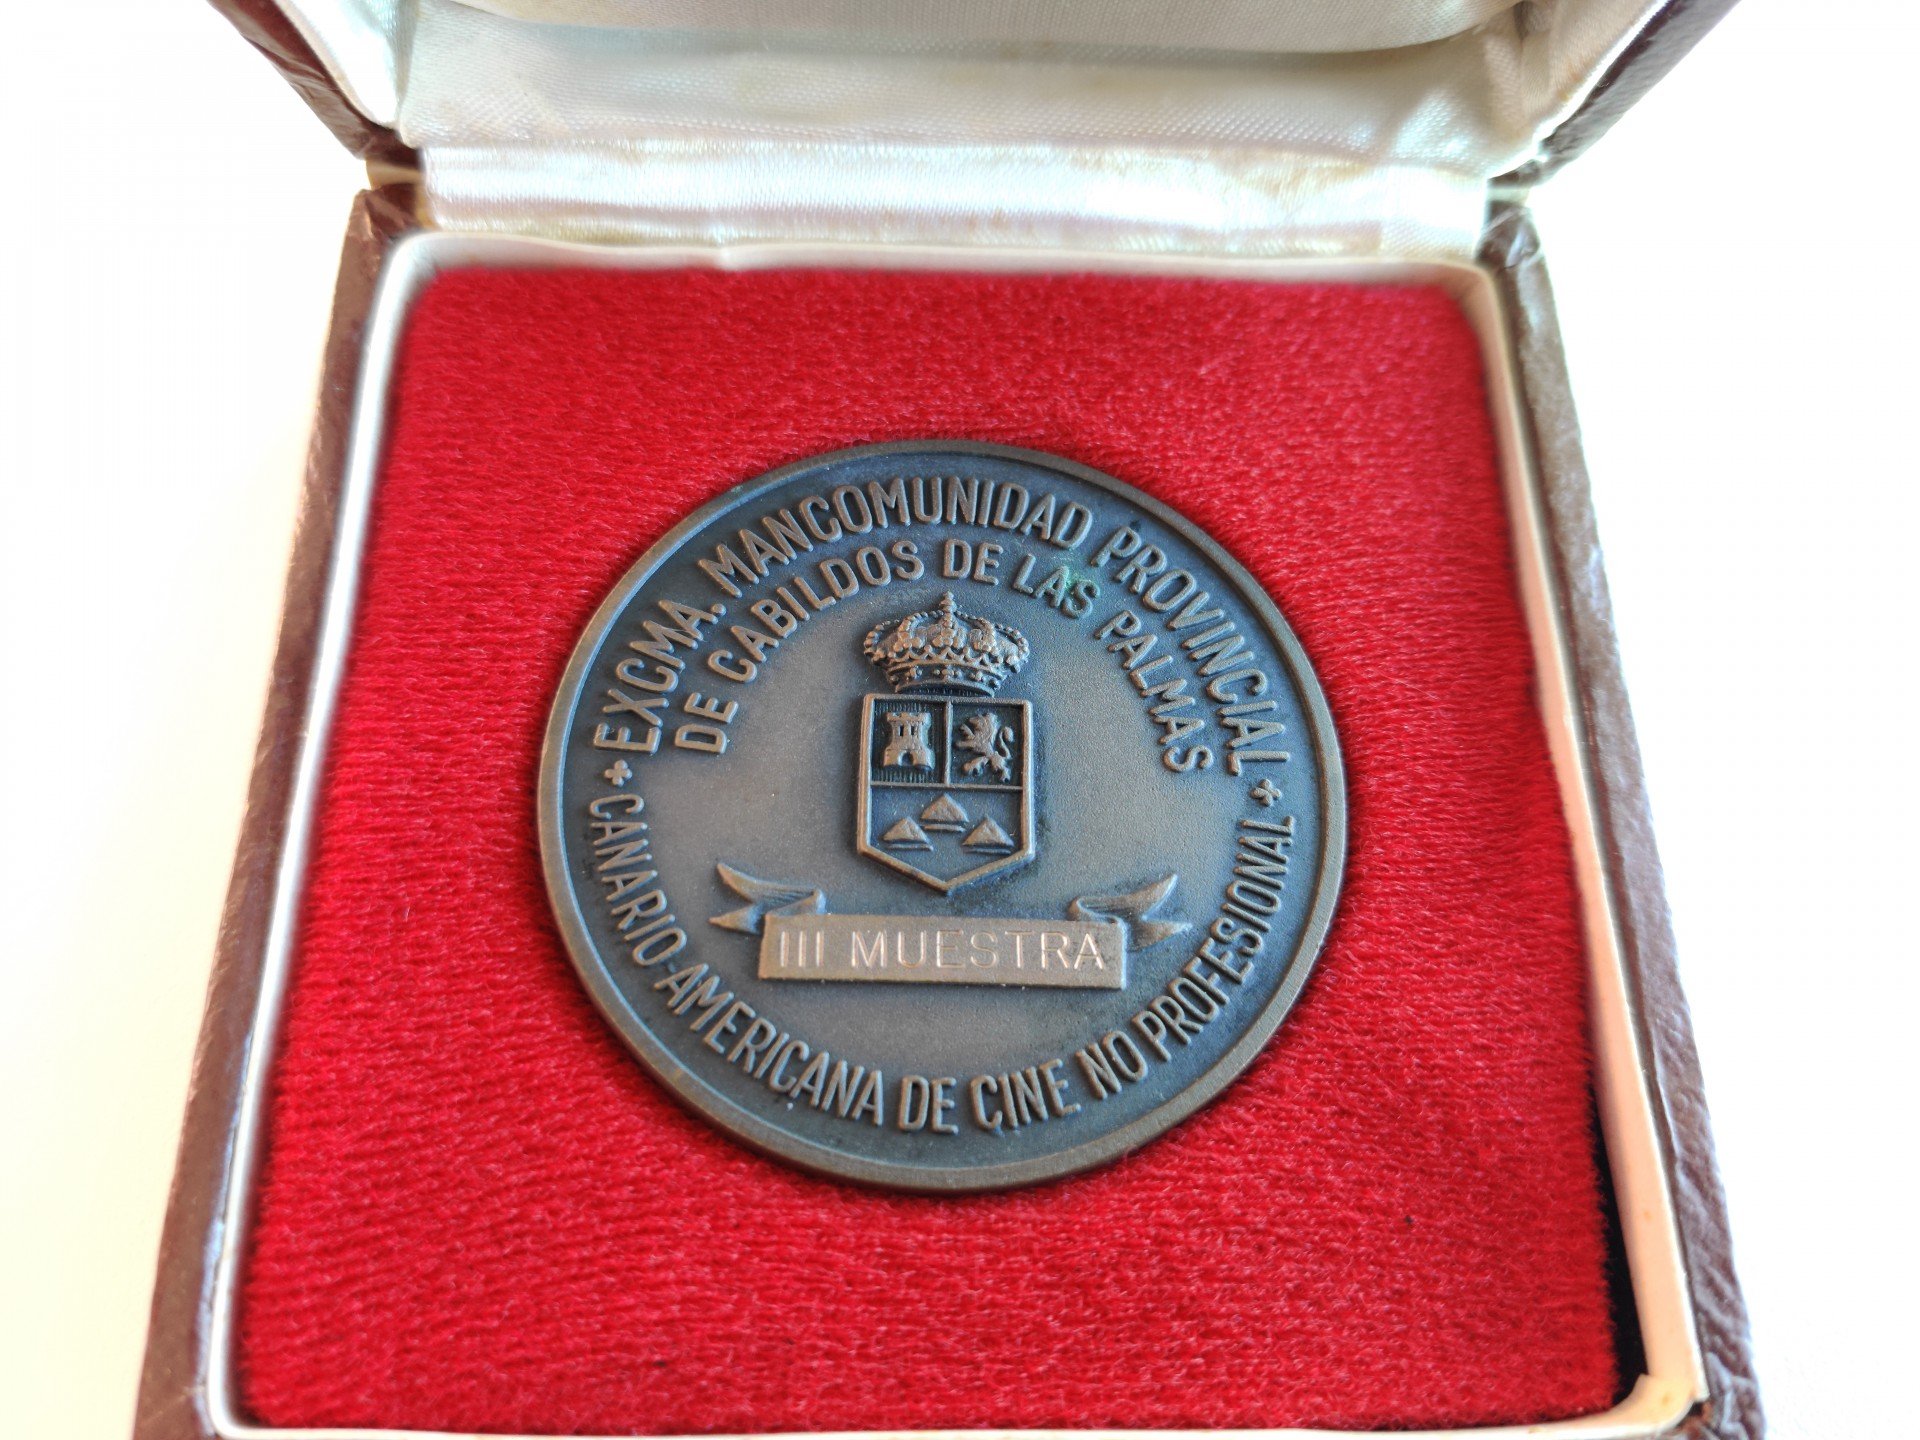 EXCMA. MANCOMUNIDAD PROVINCIAL
DE CABILDOS DE LAS PALMAS
III MUESTRA
CANARIO-AMERICANA DE CINE NO PROFESIONAL